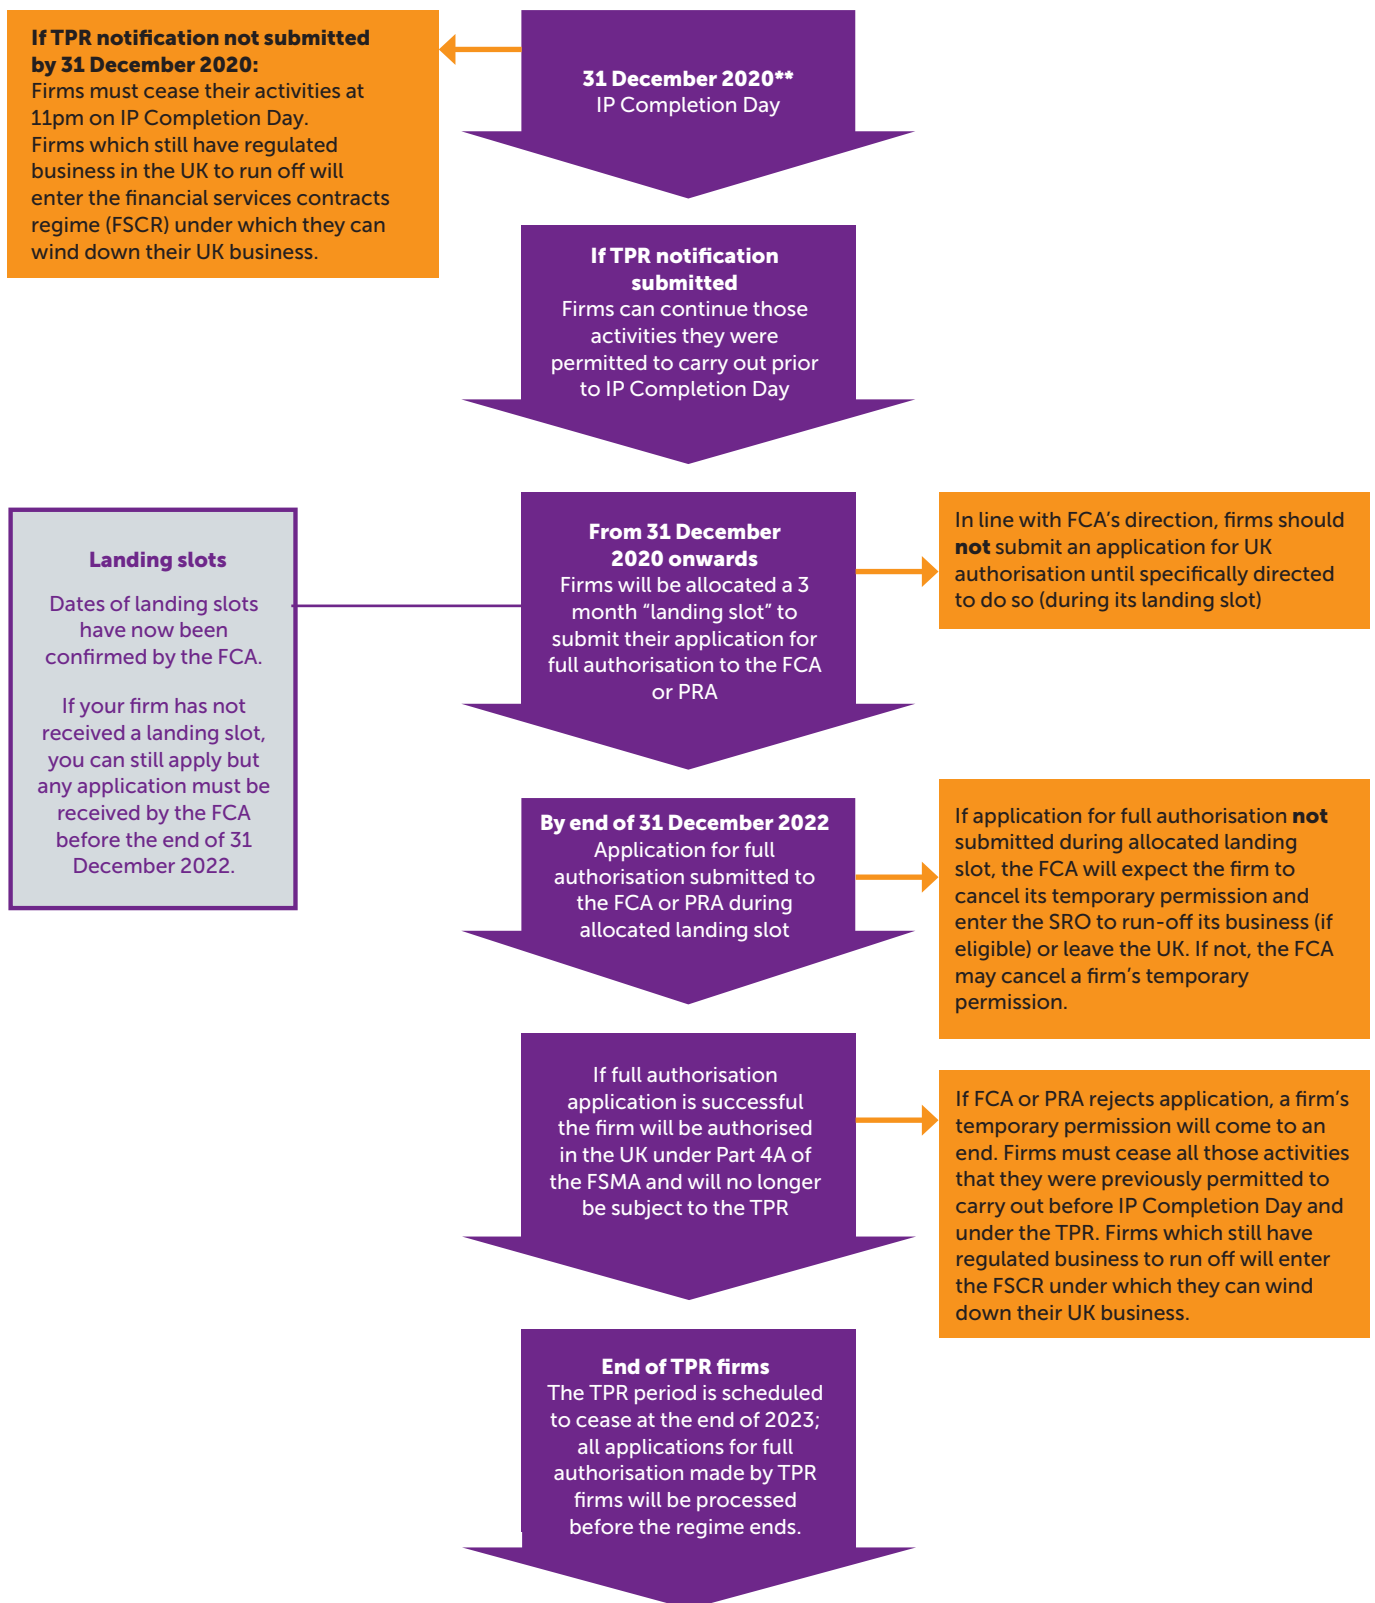 If TPR notification not submitted
by 31 December 2020:
Firms must cease their activities at
11pm on IP Completion Day.
Firms which still have regulated
business in the UK to run off will
enter the financial services contracts
regime (FSCR) under which they can
wind down their UK business.
31 December 2020**
IP Completion Day
If TPR notification
submitted
Firms can continue those
activities they were
permitted to carry out prior
to IP Completion Day
Landing slots
Dates of landing slots
have now been
confirmed by the FCA.
If your firm has not
received a landing slot,
you can still apply but
any application must be
received by the FCA
before the end of 31
December 2022.
From 31 December
2020 onwards
Firms will be allocated a 3
month “landing slot” to
submit their application for
full authorisation to the FCA
or PRA
In line with FCA’s direction, firms should
not submit an application for UK
authorisation until specifically directed
to do so (during its landing slot)
By end of 31 December 2022
Application for full
authorisation submitted to
the FCA or PRA during
allocated landing slot
If application for full authorisation not
submitted during allocated landing
slot, the FCA will expect the firm to
cancel its temporary permission and
enter the SRO to run-off its business (if
eligible) or leave the UK. If not, the FCA
may cancel a firm’s temporary
permission.
If full authorisation
application is successful
the firm will be authorised
in the UK under Part 4A of
the FSMA and will no longer
be subject to the TPR
If FCA or PRA rejects application, a firm’s
temporary permission will come to an
end. Firms must cease all those activities
that they were previously permitted to
carry out before IP Completion Day and
under the TPR. Firms which still have
regulated business to run off will enter
the FSCR under which they can wind
down their UK business.
End of TPR firms
The TPR period is scheduled
to cease at the end of 2023;
all applications for full
authorisation made by TPR
firms will be processed
before the regime ends.